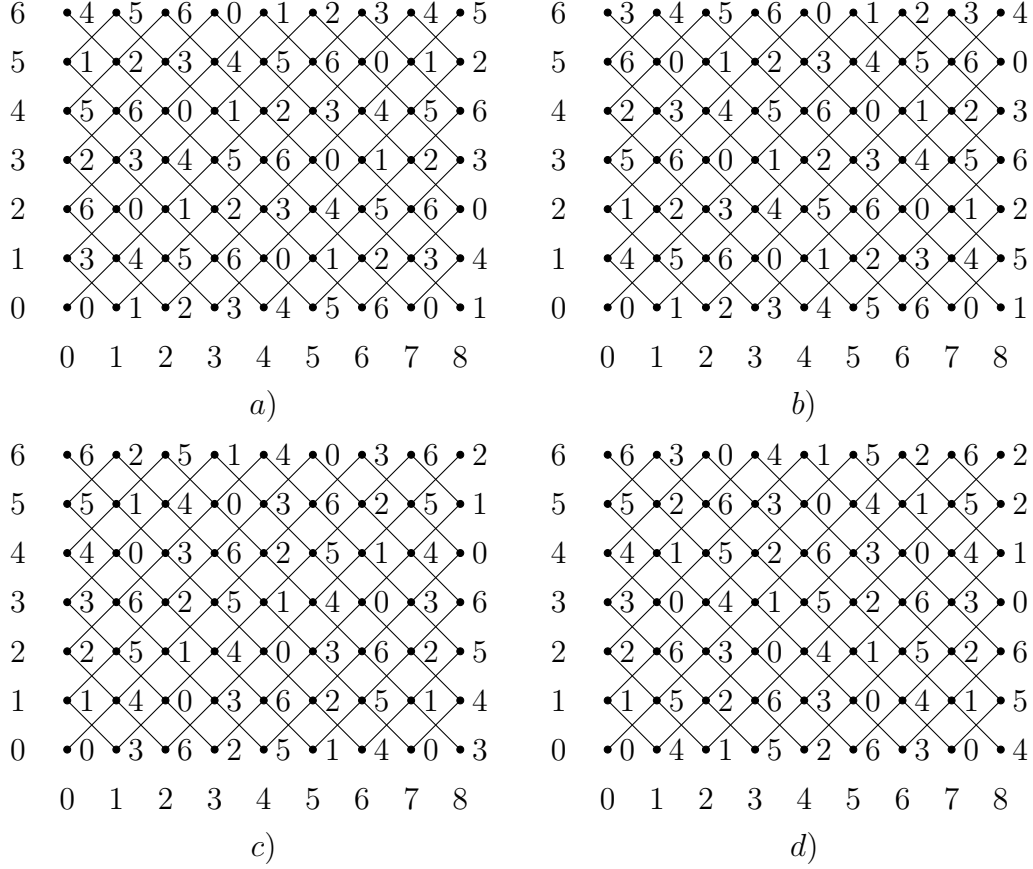 6 4 5 6 0 1 2 3 4 5
5 1 2 3 4 5 6 0 1 2
4 5 6 0 1 2 3 4 5 6
3 2 3 4 5 6 0 1 2 3
2 6 0 1 2 3 4 5 6 0
1 3 4 5 6 0 1 2 3 4
0 0 1 2 3 4 5 6 0 1
0 1 2 3 4 5 6 7 8
a)
6 3 4 5 6 0 1 2 3 4
5 6 0 1 2 3 4 5 6 0
4 2 3 4 5 6 0 1 2 3
3 5 6 0 1 2 3 4 5 6
2 1 2 3 4 5 6 0 1 2
1 4 5 6 0 1 2 3 4 5
0 0 1 2 3 4 5 6 0 1
0 1 2 3 4 5 6 7 8
b)
6 6 2 5 1 4 0 3 6 2
5 5 1 4 0 3 6 2 5 1
4 4 0 3 6 2 5 1 4 0
3 3 6 2 5 1 4 0 3 6
2 2 5 1 4 0 3 6 2 5
1 1 4 0 3 6 2 5 1 4
0 0 3 6 2 5 1 4 0 3
0 1 2 3 4 5 6 7 8
c)
6 6 3 0 4 1 5 2 6 2
5 5 2 6 3 0 4 1 5 2
4 4 1 5 2 6 3 0 4 1
3 3 0 4 1 5 2 6 3 0
2 2 6 3 0 4 1 5 2 6
1 1 5 2 6 3 0 4 1 5
0 0 4 1 5 2 6 3 0 4
0 1 2 3 4 5 6 7 8
d)